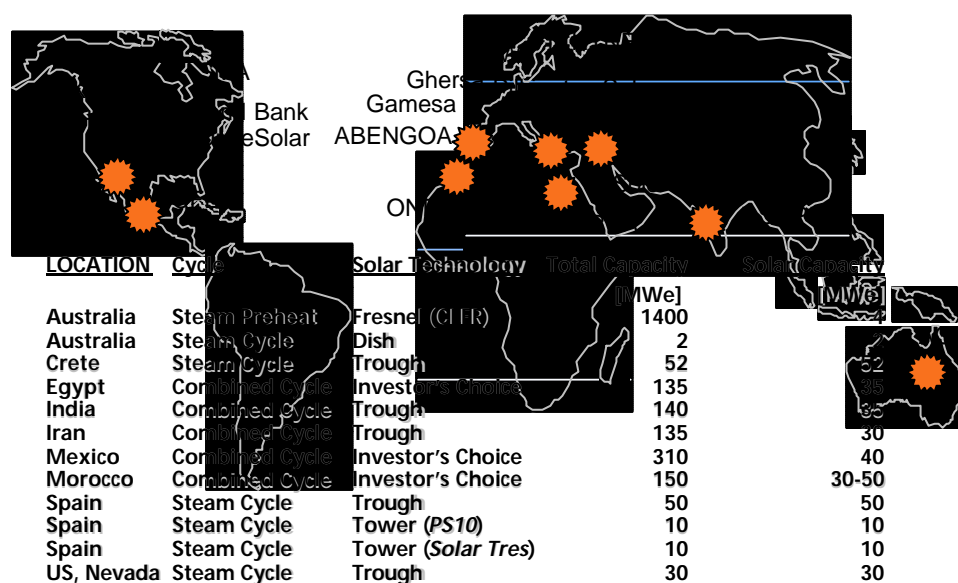 A
Ghersa
Gamesa
Bank
eSolar ABENGOA
ON
LOCATION Cycle Solar Technology Total Capacity Solar Capacity
[MWe] [MWe]
Australia Steam Preheat Fresnel (CLFR) 1400 4
Australia Steam Cycle Dish 2
Crete Steam Cycle Trough 52 52
Egypt Combined Cycle Investor's Choice 135 35
India Combined Cycle Trough 140 35
Iran Combined Cycle Trough 135 30
Mexico Combined Cycle Investor's Choice 310 40
Morocco Combined Cycle Investor's Choice 150 30-50
Spain Steam Cycle Trough 50 50
Spain Steam Cycle Tower (PS10) 10 10
Spain Steam Cycle Tower (Solar Tres) 10 10
US, Nevada Steam Cycle Trough 30 30